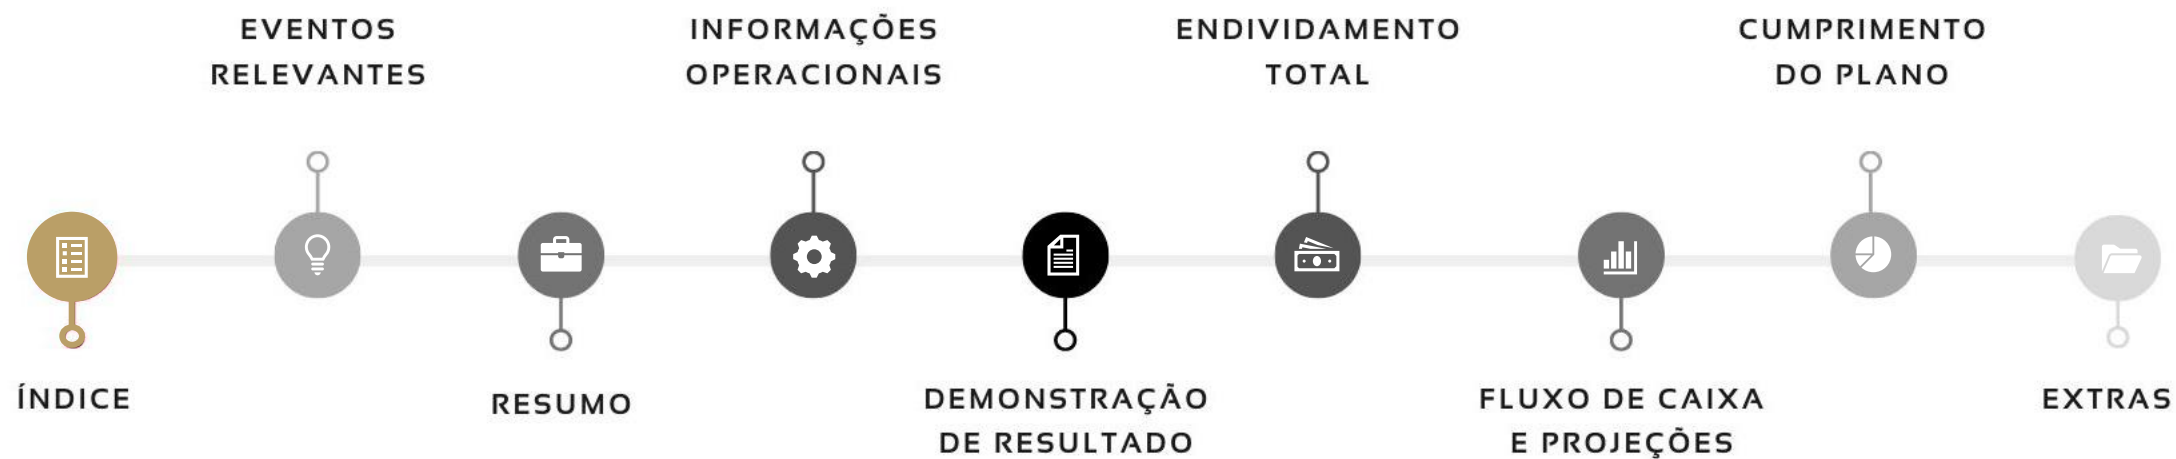 ÍNDICE
EVENTOS
RELEVANTES
RESUMO
INFORMAÇÕES
OPERACIONAIS
DEMONSTRAÇÃO
DE RESULTADO
ENDIVIDAMENTO
TOTAL
FLUXO DE CAIXA
E PROJEÇÕES
CUMPRIMENTO
DO PLANO
EXTRAS